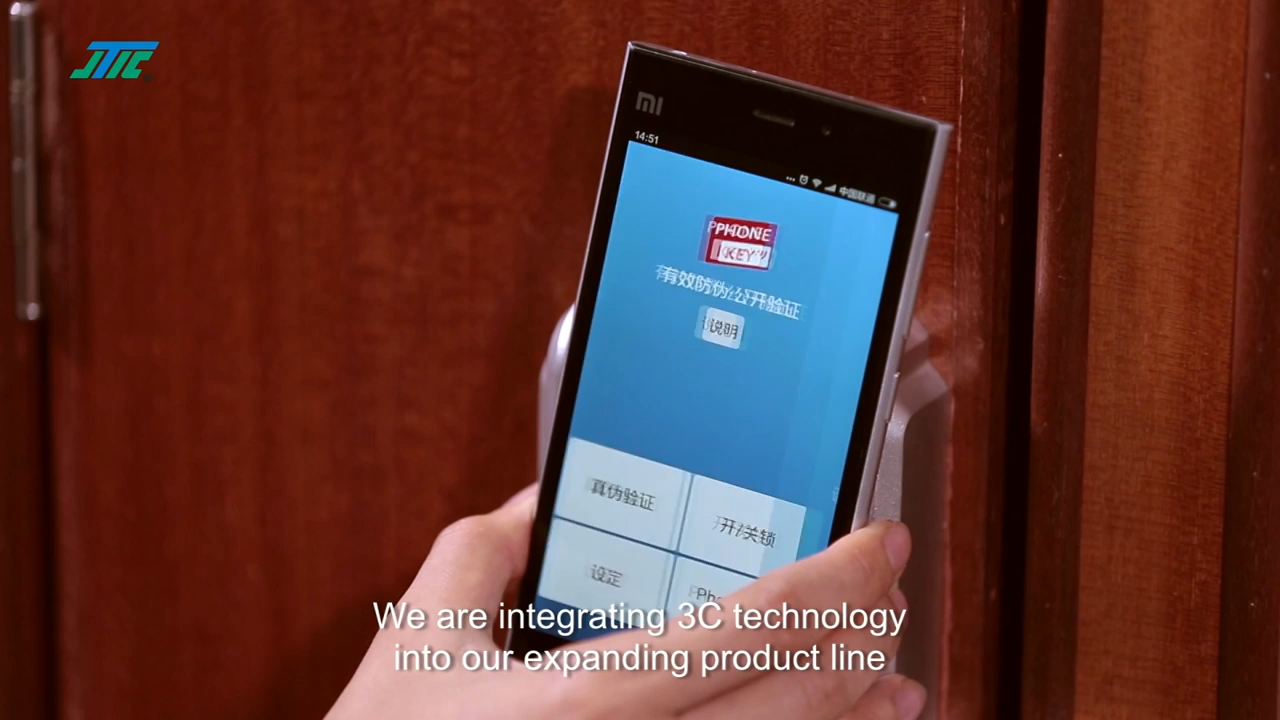 JTIC
MI
14:51
中国联通
PHONE
KEY
有效防伪公开验证
说明
真伪验证
开/关锁
设定
We are integrating 3C technology
into our expanding product line